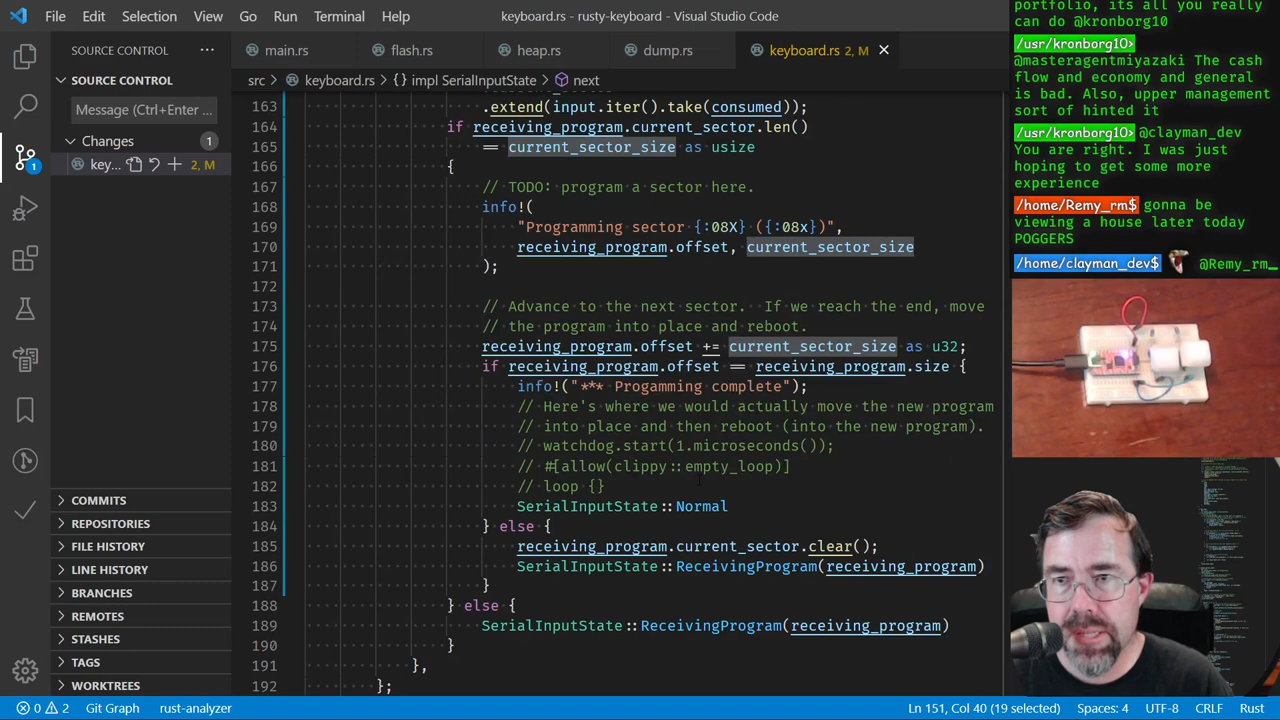 File Edit Selection View Go Run Terminal Help
keyboard.rs - rusty-keyboard - Visual Studio Code
SOURCE CONTROL ···
main.rs flash.rs heap.rs dump.rs keyboard.rs 2, M
src > keyboard.rs > {} impl SerialInputState > next
SOURCE CONTROL
Message (Ctrl+Enter ...
Changes 1
key... 2, M
1
COMMITS
REPOSITORIES
FILE HISTORY
LINE HISTORY
BRANCHES
REMOTES
STASHES
TAGS
WORKTREES
163 .extend(input.iter().take(consumed));
164 if receiving_program.current_sector.len()
165 == current_sector_size as usize
166 {
167 // TODO: program a sector here.
168 info!(
169 "Programming sector {:08X} ({:08x})",
170 receiving_program.offset, current_sector_size
171 );
172
173 // Advance to the next sector. If we reach the end, move
174 // the program into place and reboot.
175 receiving_program.offset += current_sector_size as u32;
176 if receiving_program.offset == receiving_program.size {
177 info!("*** Progamming complete");
178 // Here's where we would actually move the new program
179 // into place and then reboot (into the new program).
180 // watchdog.start(1.microseconds());
181 // #[allow(clippy::empty_loop)]
182 // loop {}
183 SerialInputState::Normal
184 } else {
185 receiving_program.current_sector.clear();
186 SerialInputState::ReceivingProgram(receiving_program)
187 }
188 } else {
189 SerialInputState::ReceivingProgram(receiving_program)
190 }
191 },
192 };
0 2 Git Graph rust-analyzer
Ln 151, Col 40 (19 selected) Spaces: 4 UTF-8 CRLF Rust
portfolio, its all you really
can do @kronborg10
/usr/kronborg10>
@masteragentmiyazaki The cash
flow and economy and general
is bad. Also, upper management
sort of hinted it
/usr/kronborg10> @clayman_dev
You are right. I was just
hoping to get some more
experience
/home/Remy_rm$ gonna be
viewing a house later today
POGGERS
/home/clayman_dev$ @Remy_rm_